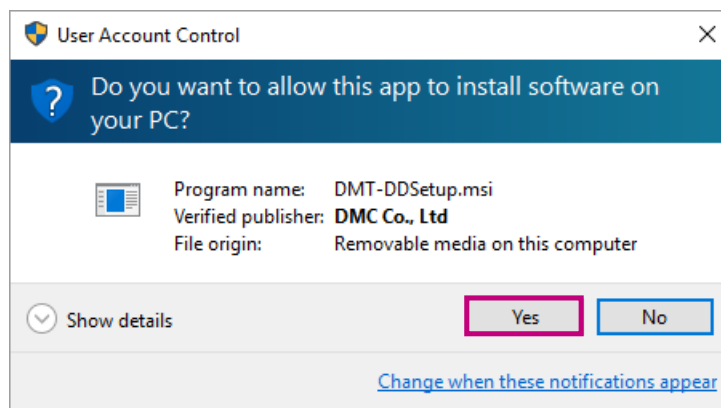 User Account Control
Do you want to allow this app to install software on
your PC?
Program name: DMT-DDSetup.msi
Verified publisher: DMC Co., Ltd
File origin: Removable media on this computer
Show details
Yes
No
Change when these notifications appear